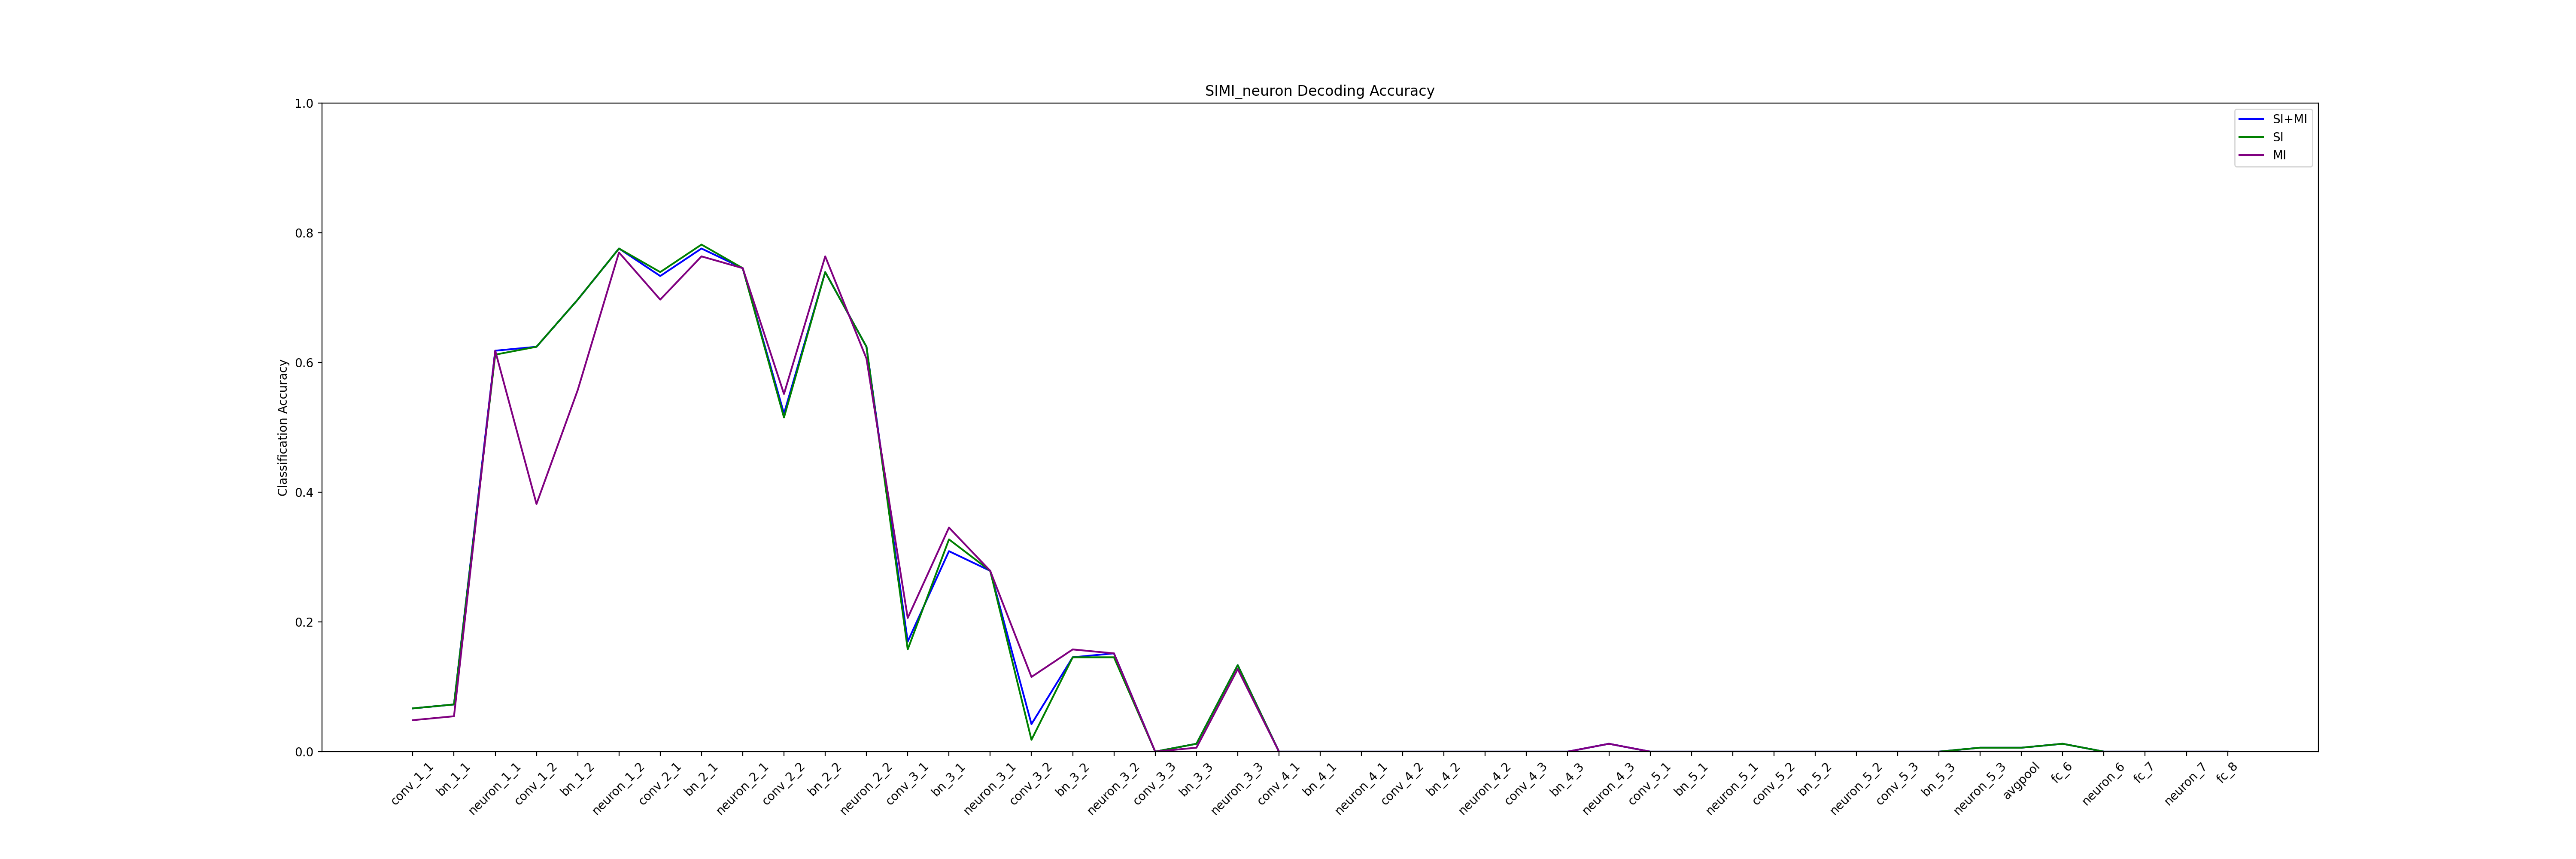 SIMI_neuron Decoding Accuracy
1.0
0.8
0.6
0.4
0.2
0.0
Classification Accuracy
SI+MI
SI
MI
conv_1_1
bn_1_1
neuron_1_1
conv_1_2
bn_1_2
neuron_1_2
conv_2_1
bn_2_1
neuron_2_1
conv_2_2
bn_2_2
neuron_2_2
conv_3_1
bn_3_1
neuron_3_1
conv_3_2
bn_3_2
neuron_3_2
conv_3_3
bn_3_3
neuron_3_3
conv_4_1
bn_4_1
neuron_4_1
conv_4_2
bn_4_2
neuron_4_2
conv_4_3
bn_4_3
neuron_4_3
conv_5_1
bn_5_1
neuron_5_1
conv_5_2
bn_5_2
neuron_5_2
conv_5_3
bn_5_3
neuron_5_3
avgpool
fc_6
neuron_6
fc_7
neuron_7
fc_8